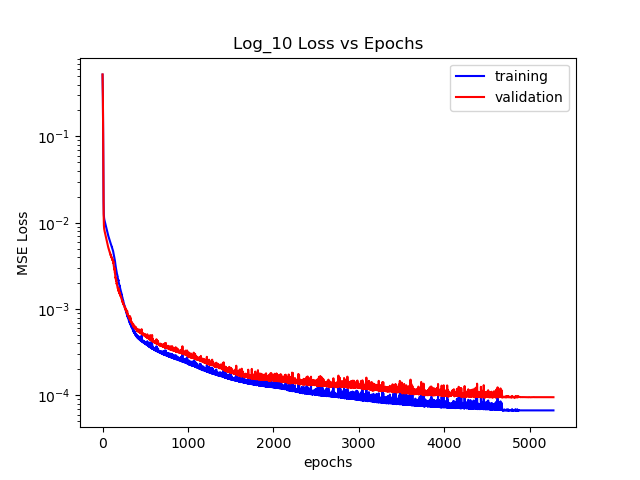 Log_10 Loss vs Epochs
training
validation
MSE Loss
10⁻¹
10⁻²
10⁻³
10⁻⁴
0 1000 2000 3000 4000 5000
epochs